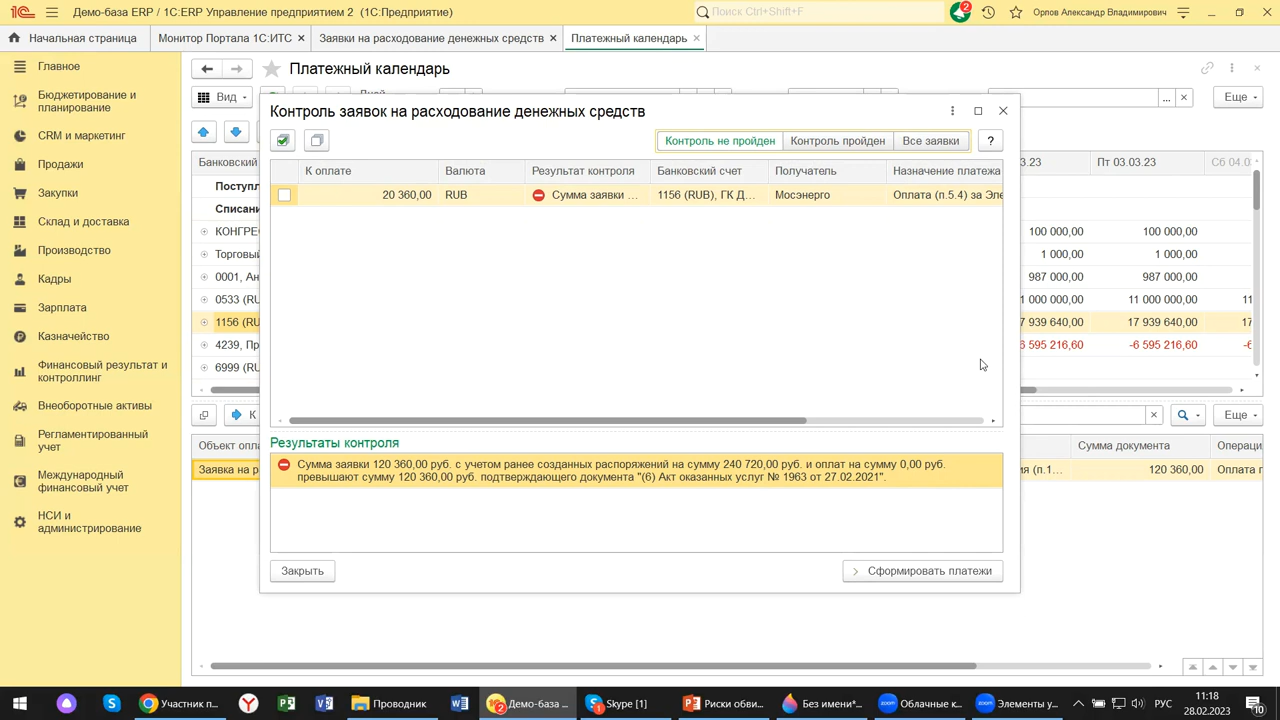 Демо-база ERP / 1С:ERP Управление предприятием 2 (1С:Предприятие)
Поиск Ctrl+Shift+F
2
Орлов Александр Владимирович
Начальная страница
Монитор Портала 1С:ИТС
Заявки на расходование денежных средств
Платежный календарь
Главное
Бюджетирование и
планирование
CRM и маркетинг
Продажи
Закупки
Склад и доставка
Производство
Кадры
Зарплата
Казначейство
Финансовый результат и
контроллинг
Внеоборотные активы
Регламентированный
учет
Международный
финансовый учет
НСИ и
администрирование
Платежный календарь
Вид
Еще
Контроль заявок на расходование денежных средств
Контроль не пройден
Контроль пройден
Все заявки
?
К оплате
Валюта
Результат контроля
Банковский счет
Получатель
Назначение платежа
20 360,00
RUB
Сумма заявки ...
1156 (RUB), ГК Д...
Мосэнерго
Оплата (п.5.4) за Эле
Результаты контроля
Сумма заявки 120 360,00 руб. с учетом ранее созданных распоряжений на сумму 240 720,00 руб. и оплат на сумму 0,00 руб.
превышают сумму 120 360,00 руб. подтверждающего документа "(6) Акт оказанных услуг № 1963 от 27.02.2021".
Закрыть
Сформировать платежи
Банковский
Поступл
Списани
КОНГРЕС
Торговый
0001, Ан
0533 (RU
1156 (RU
4239, Пр
6999 (RU
3.23
Пт 03.03.23
Сб 04.0
100 000,00
100 000,00
1 000,00
1 000,00
987 000,00
987 000,00
1 000 000,00
11 000 000,00
11
7 939 640,00
17 939 640,00
17
6 595 216,60
-6 595 216,60
-6
К
Еще
Объект опла
Сумма документа
Операци
Заявка на р
ия (п.1...
120 360,00
Оплата п
Участник п...
Проводник
Демо-база ...
Skype [1]
Риски обви...
Без имени*...
Облачные к...
Элементы у...
РУС
11:18
28.02.2023